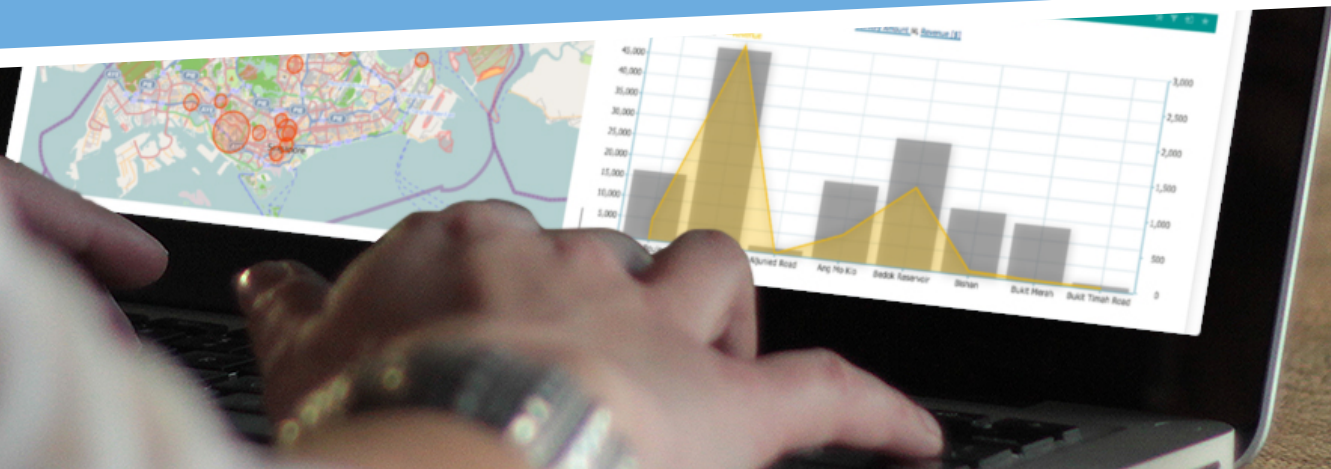 Revenue [$]
45,000
40,000
35,000
30,000
25,000
20,000
15,000
10,000
5,000
3,000
2,500
2,000
1,500
1,000
500
0
Aljunied Road
Ang Mo Kio
Bedok Reservoir
Bishan
Bukit Merah
Bukit Timah Road